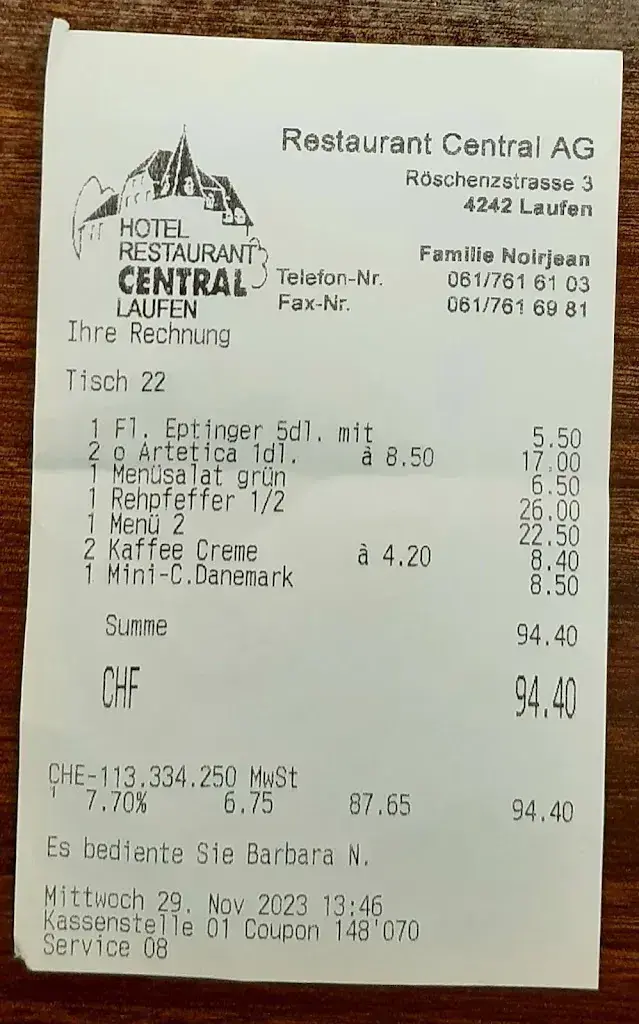 Restaurant Central AG
Röschenzstrasse 3
4242 Laufen
HOTEL
RESTAURANT
CENTRAL
LAUFEN
Familie Noirjean
Telefon-Nr. 061/761 61 03
Fax-Nr. 061/761 69 81
Ihre Rechnung
Tisch 22
1 Fl. Eptinger 5dl. mit 5.50
2 o Artetica 1dl. à 8.50 17.00
1 Menüsalat grün 6.50
1 Rehpfeffer 1/2 26.00
1 Menü 2 22.50
2 Kaffee Creme à 4.20 8.40
1 Mini-C.Danemark 8.50
Summe 94.40
CHF 94.40
CHE-113.334.250 MwSt
1 7.70% 6.75 87.65 94.40
Es bediente Sie Barbara N.
Mittwoch 29. Nov 2023 13:46
Kassenstelle 01 Coupon 148'070
Service 08